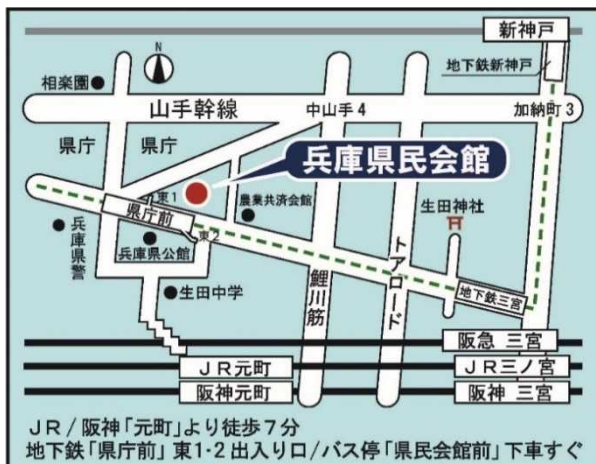 新神戸
地下鉄新神戸
N
相楽園
山手幹線
中山手4
加納町3
県庁
県庁
兵庫県民会館
東1
農業共済会館
生田神社
県庁前
東2
兵庫県警
兵庫県公館
生田中学
鯉川筋
トアロード
地下鉄三宮
阪急 三宮
JR元町
JR三ノ宮
阪神元町
阪神 三宮
JR/阪神「元町」より徒歩7分
地下鉄「県庁前」東1・2出入り口/バス停「県民会館前」下車すぐ